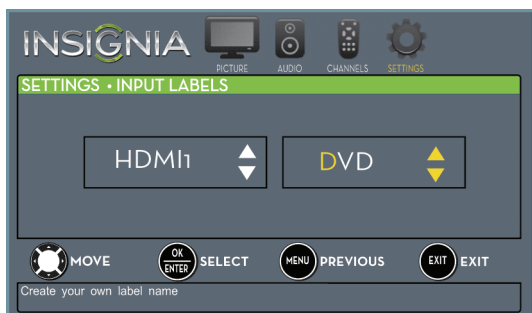 INSIGNIA
PICTURE AUDIO CHANNELS SETTINGS
SETTINGS • INPUT LABELS
HDMI1 DVD
MOVE OK ENTER SELECT MENU PREVIOUS EXIT EXIT
Create your own label name